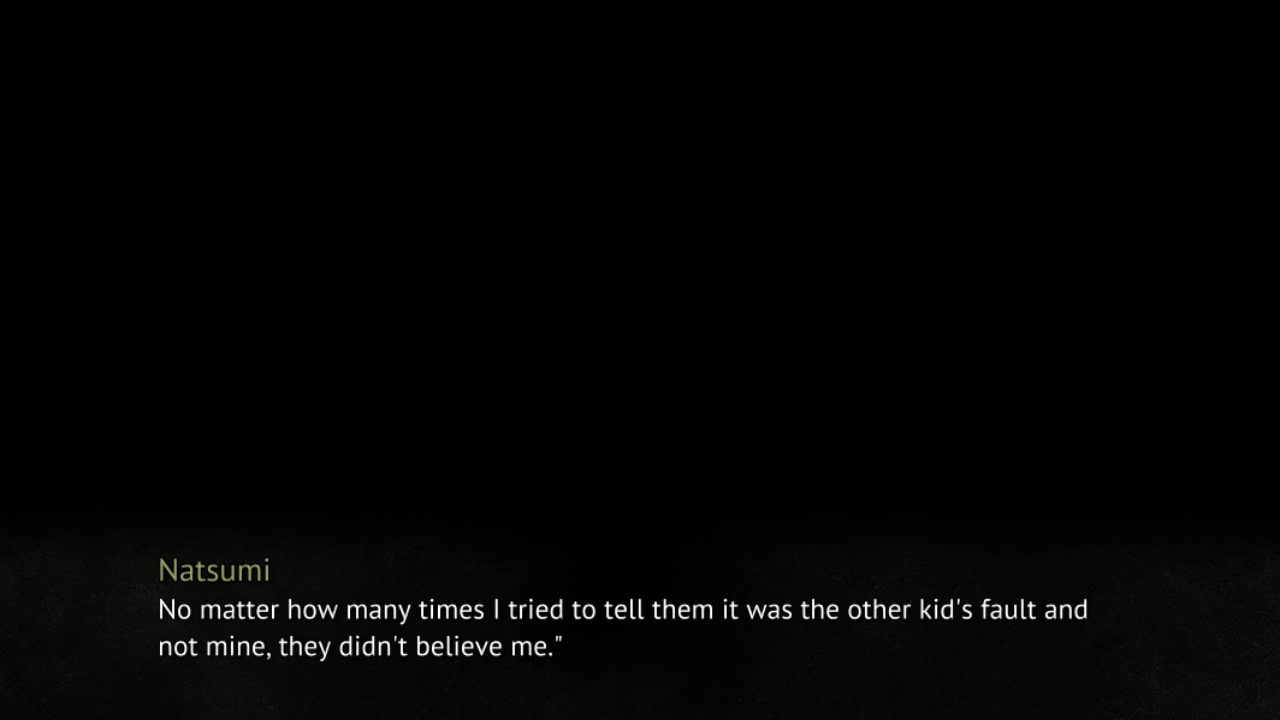 Natsumi
No matter how many times I tried to tell them it was the other kid's fault and
not mine, they didn't believe me."